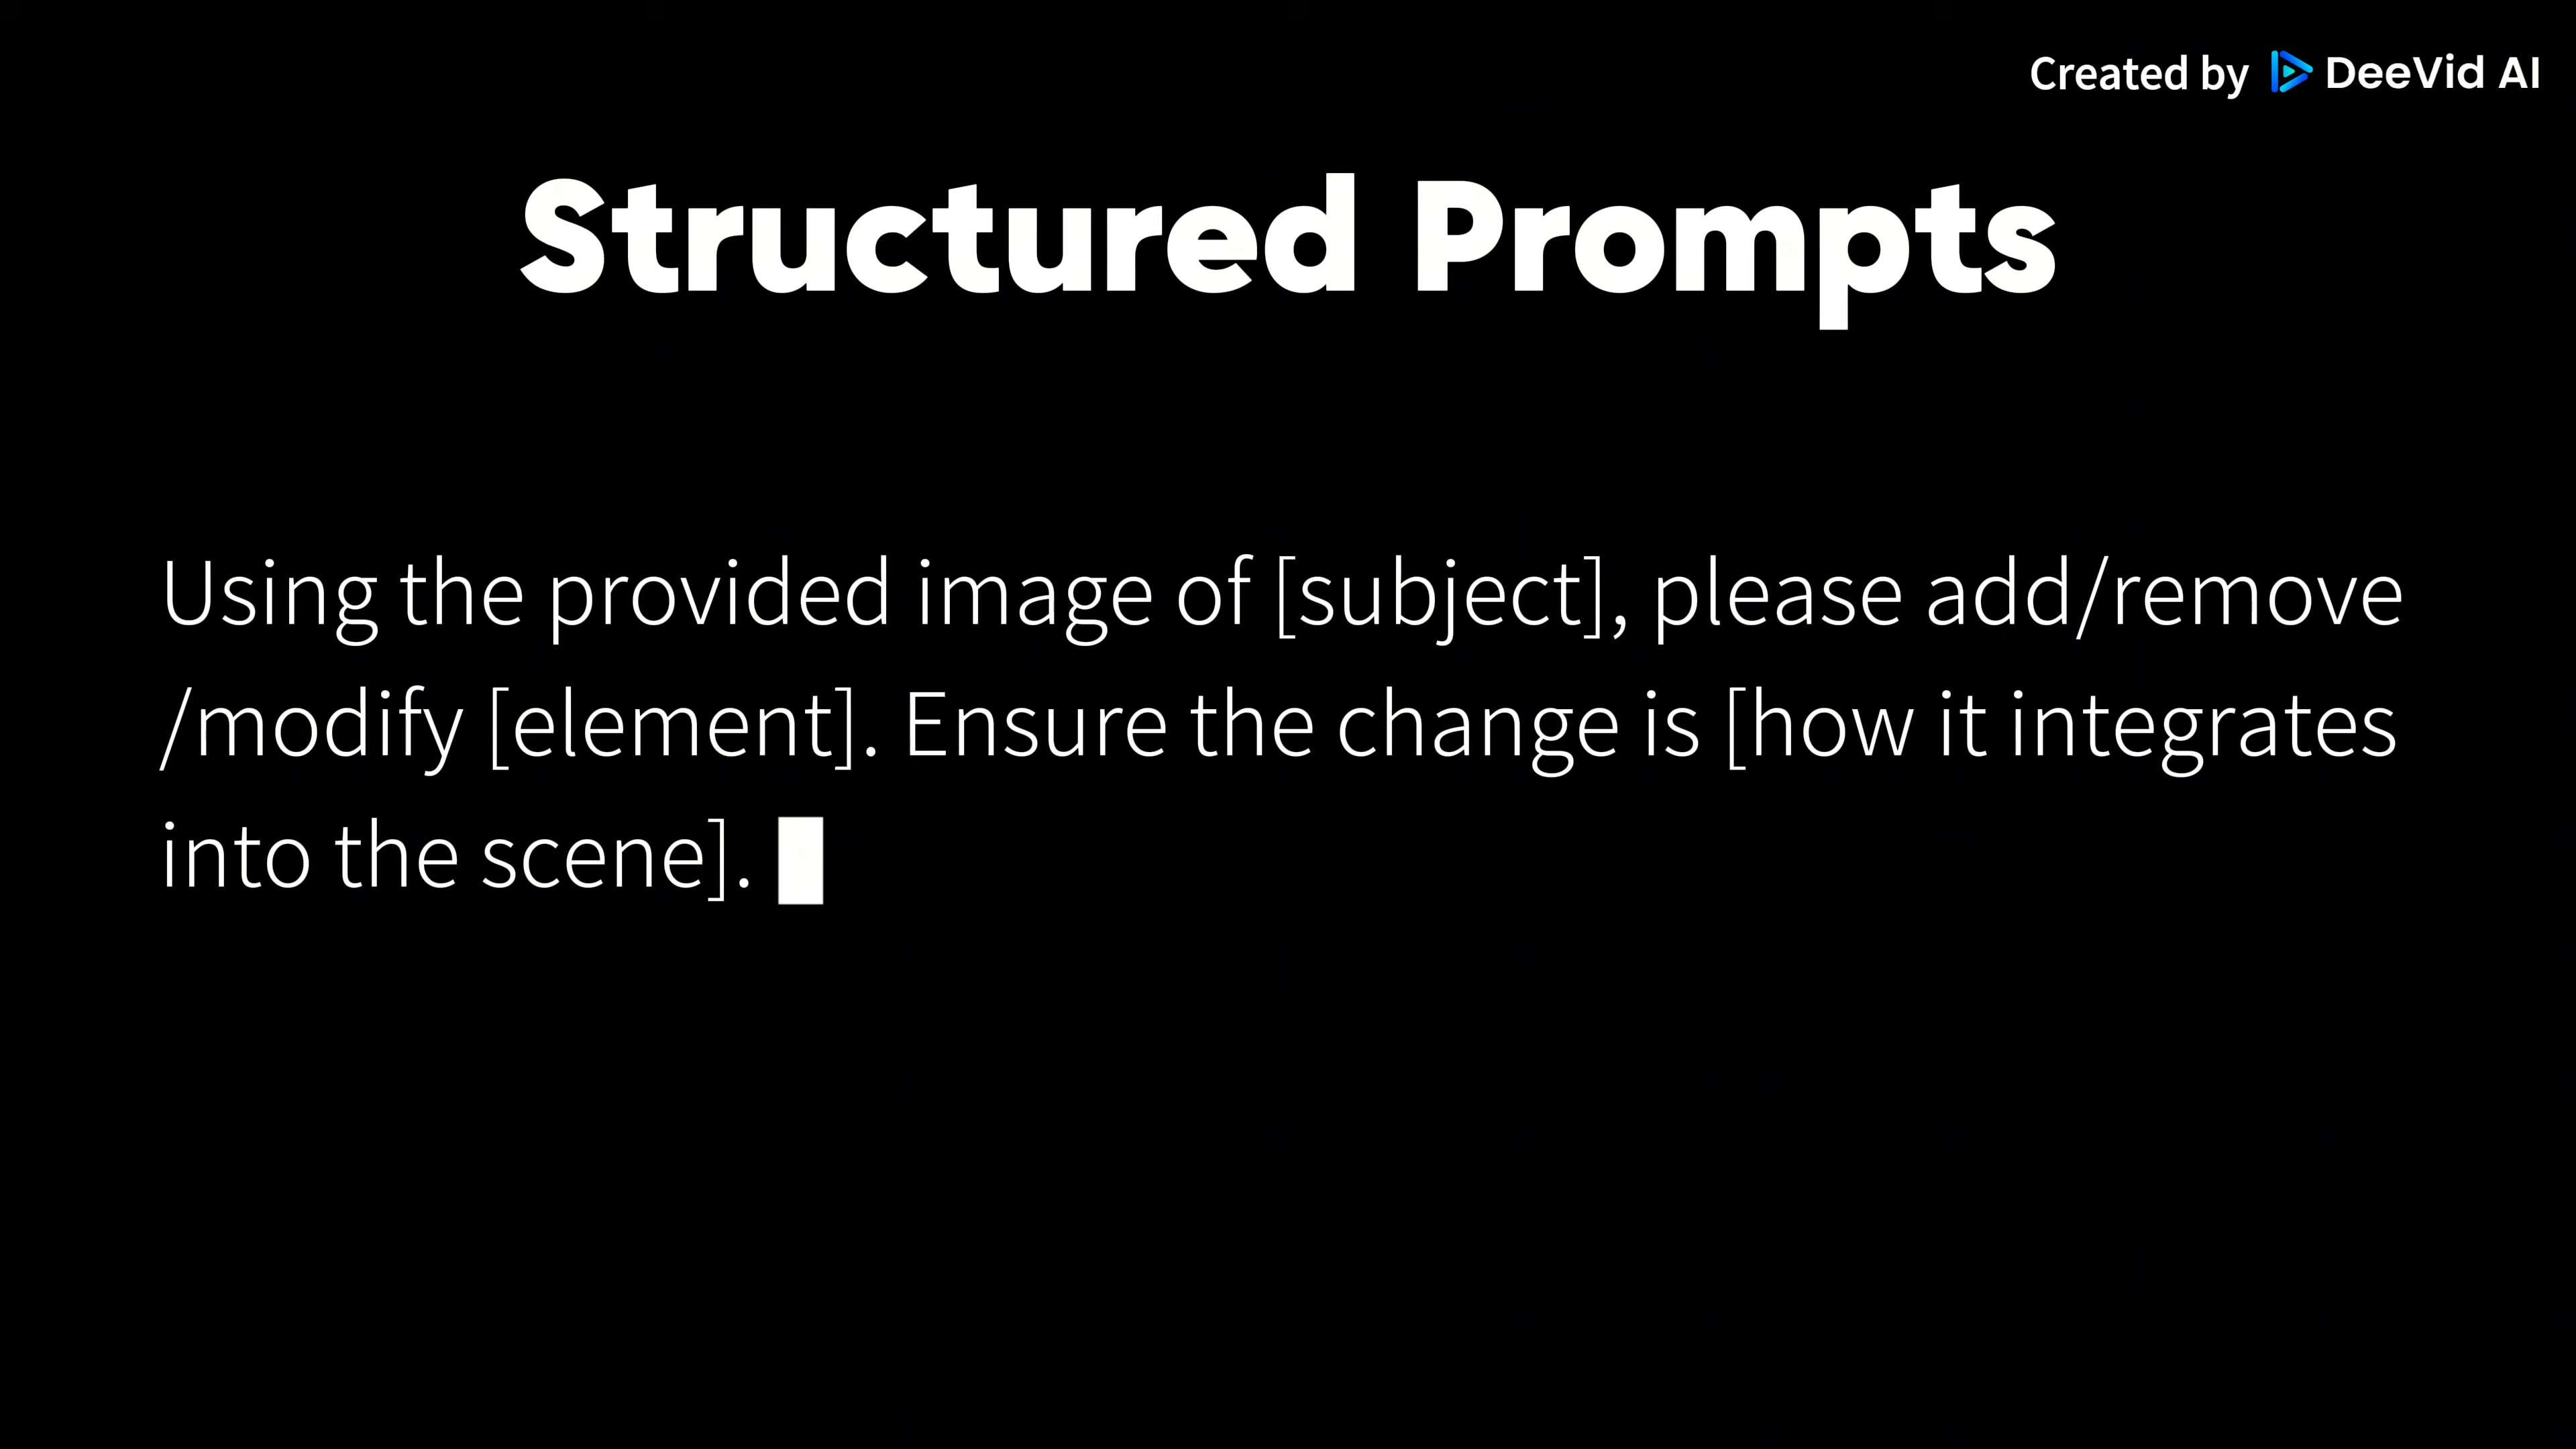 Created by DeeVid AI
Structured Prompts
Using the provided image of [subject], please add/remove
/modify [element]. Ensure the change is [how it integrates
into the scene].